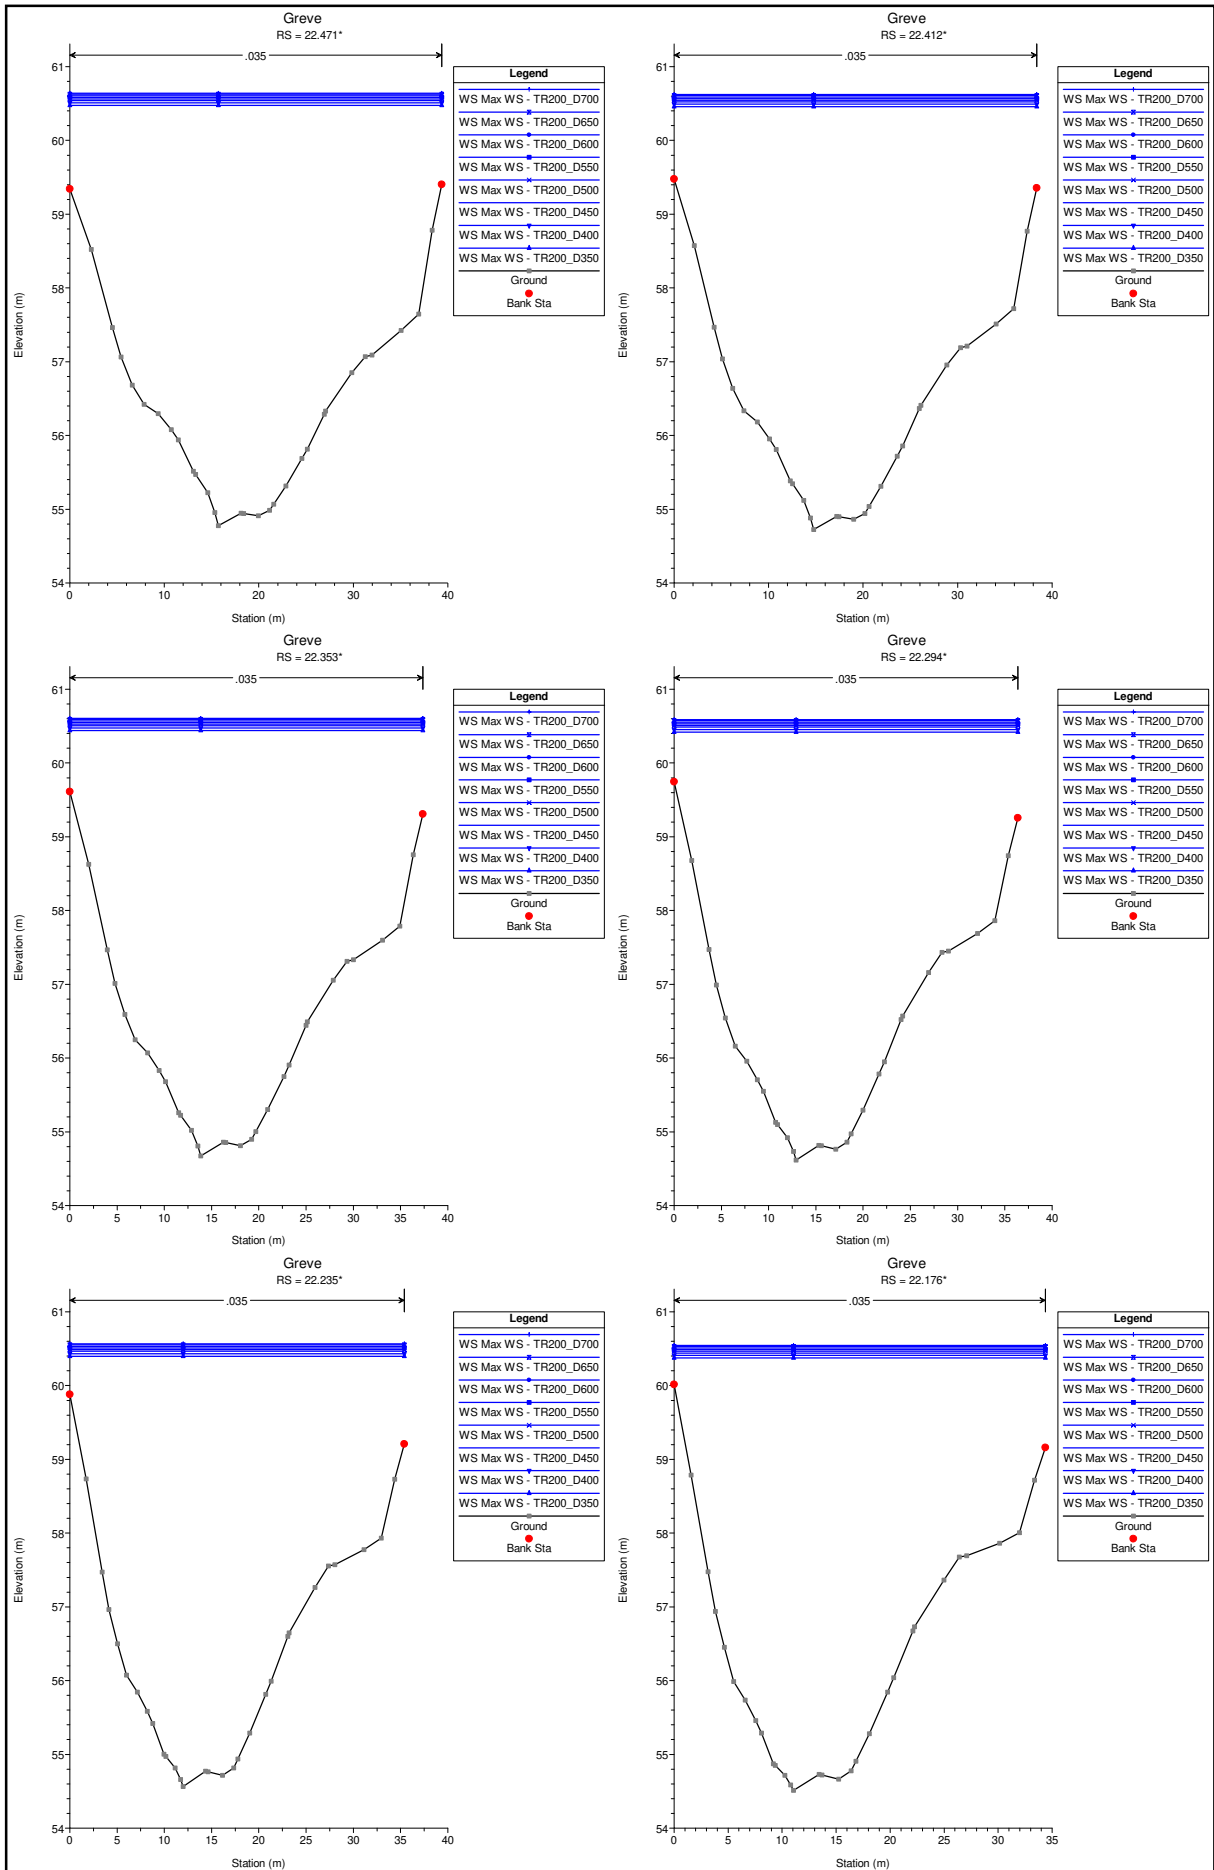 Greve
RS = 22.471*
.035
Elevation (m)
61
60
59
58
57
56
55
54
0 10 20 30 40
Station (m)
Legend
WS Max WS - TR200_D700
WS Max WS - TR200_D650
WS Max WS - TR200_D600
WS Max WS - TR200_D550
WS Max WS - TR200_D500
WS Max WS - TR200_D450
WS Max WS - TR200_D400
WS Max WS - TR200_D350
Ground
Bank Sta
Greve
RS = 22.412*
.035
Elevation (m)
61
60
59
58
57
56
55
54
0 10 20 30 40
Station (m)
Legend
WS Max WS - TR200_D700
WS Max WS - TR200_D650
WS Max WS - TR200_D600
WS Max WS - TR200_D550
WS Max WS - TR200_D500
WS Max WS - TR200_D450
WS Max WS - TR200_D400
WS Max WS - TR200_D350
Ground
Bank Sta
Greve
RS = 22.353*
.035
Elevation (m)
61
60
59
58
57
56
55
54
0 5 10 15 20 25 30 35 40
Station (m)
Legend
WS Max WS - TR200_D700
WS Max WS - TR200_D650
WS Max WS - TR200_D600
WS Max WS - TR200_D550
WS Max WS - TR200_D500
WS Max WS - TR200_D450
WS Max WS - TR200_D400
WS Max WS - TR200_D350
Ground
Bank Sta
Greve
RS = 22.294*
.035
Elevation (m)
61
60
59
58
57
56
55
54
0 5 10 15 20 25 30 35 40
Station (m)
Legend
WS Max WS - TR200_D700
WS Max WS - TR200_D650
WS Max WS - TR200_D600
WS Max WS - TR200_D550
WS Max WS - TR200_D500
WS Max WS - TR200_D450
WS Max WS - TR200_D400
WS Max WS - TR200_D350
Ground
Bank Sta
Greve
RS = 22.235*
.035
Elevation (m)
61
60
59
58
57
56
55
54
0 5 10 15 20 25 30 35 40
Station (m)
Legend
WS Max WS - TR200_D700
WS Max WS - TR200_D650
WS Max WS - TR200_D600
WS Max WS - TR200_D550
WS Max WS - TR200_D500
WS Max WS - TR200_D450
WS Max WS - TR200_D400
WS Max WS - TR200_D350
Ground
Bank Sta
Greve
RS = 22.176*
.035
Elevation (m)
61
60
59
58
57
56
55
54
0 5 10 15 20 25 30 35
Station (m)
Legend
WS Max WS - TR200_D700
WS Max WS - TR200_D650
WS Max WS - TR200_D600
WS Max WS - TR200_D550
WS Max WS - TR200_D500
WS Max WS - TR200_D450
WS Max WS - TR200_D400
WS Max WS - TR200_D350
Ground
Bank Sta